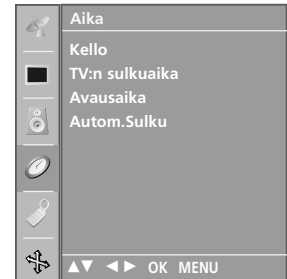 Aika
Kello
TV:n sulkuaika
Avausaika
Autom.Sulku
▲▼ ◄► OK MENU